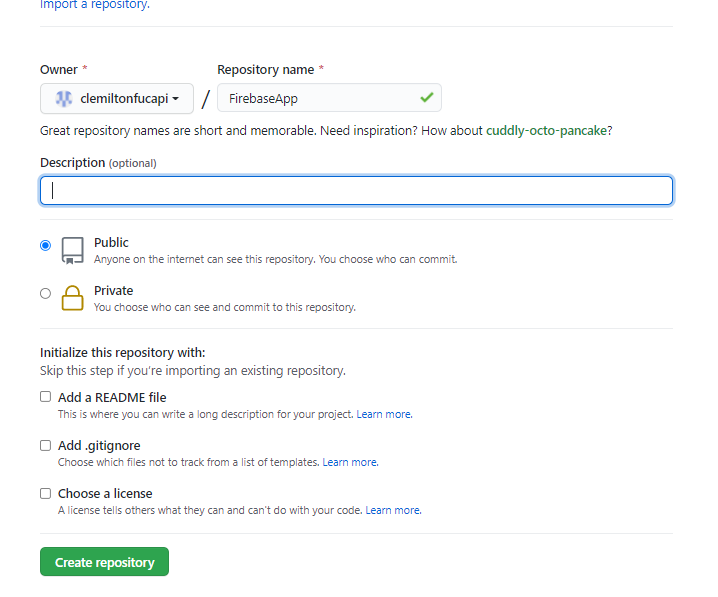 Import a repository.
Owner *
Repository name *
clemiltonfucapi
/
FirebaseApp
Great repository names are short and memorable. Need inspiration? How about cuddly-octo-pancake?
Description (optional)
Public
Anyone on the internet can see this repository. You choose who can commit.
Private
You choose who can see and commit to this repository.
Initialize this repository with:
Skip this step if you're importing an existing repository.
Add a README file
This is where you can write a long description for your project. Learn more.
Add .gitignore
Choose which files not to track from a list of templates. Learn more.
Choose a license
A license tells others what they can and can't do with your code. Learn more.
Create repository